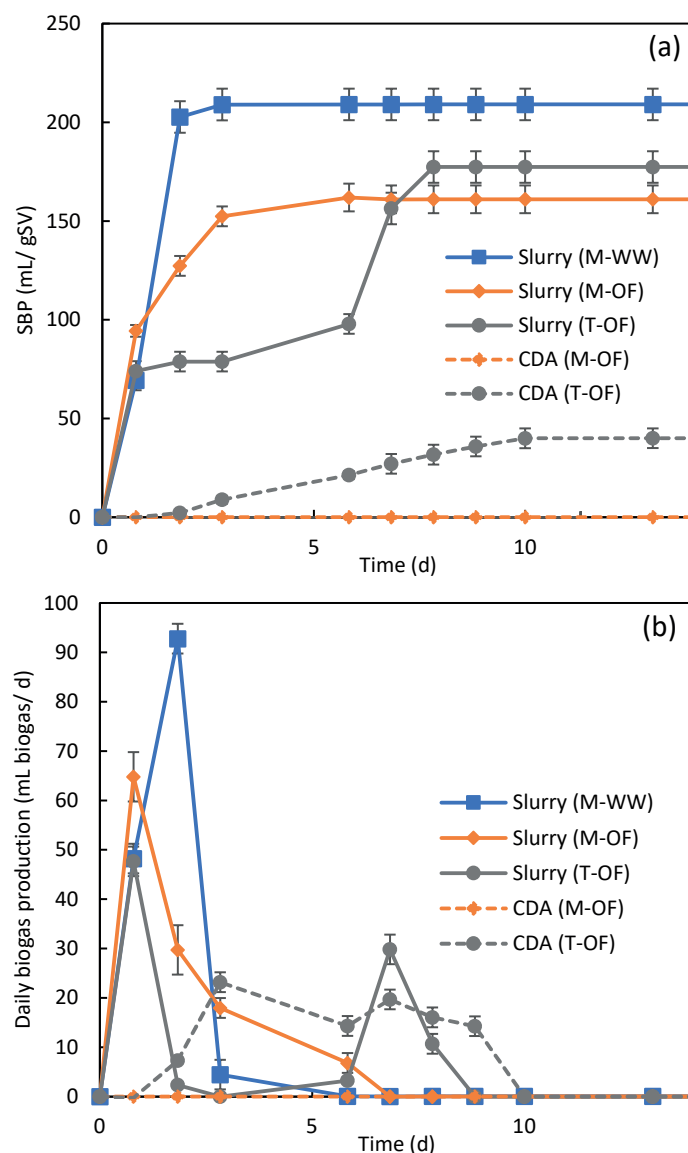 (a)
250
200
150
100
50
0
SBP (mL/ gSV)
Slurry (M-WW)
Slurry (M-OF)
Slurry (T-OF)
CDA (M-OF)
CDA (T-OF)
0 5 10
Time (d)
(b)
100
90
80
70
60
50
40
30
20
10
0
Daily biogas production (mL biogas/ d)
Slurry (M-WW)
Slurry (M-OF)
Slurry (T-OF)
CDA (M-OF)
CDA (T-OF)
0 5 10
Time (d)